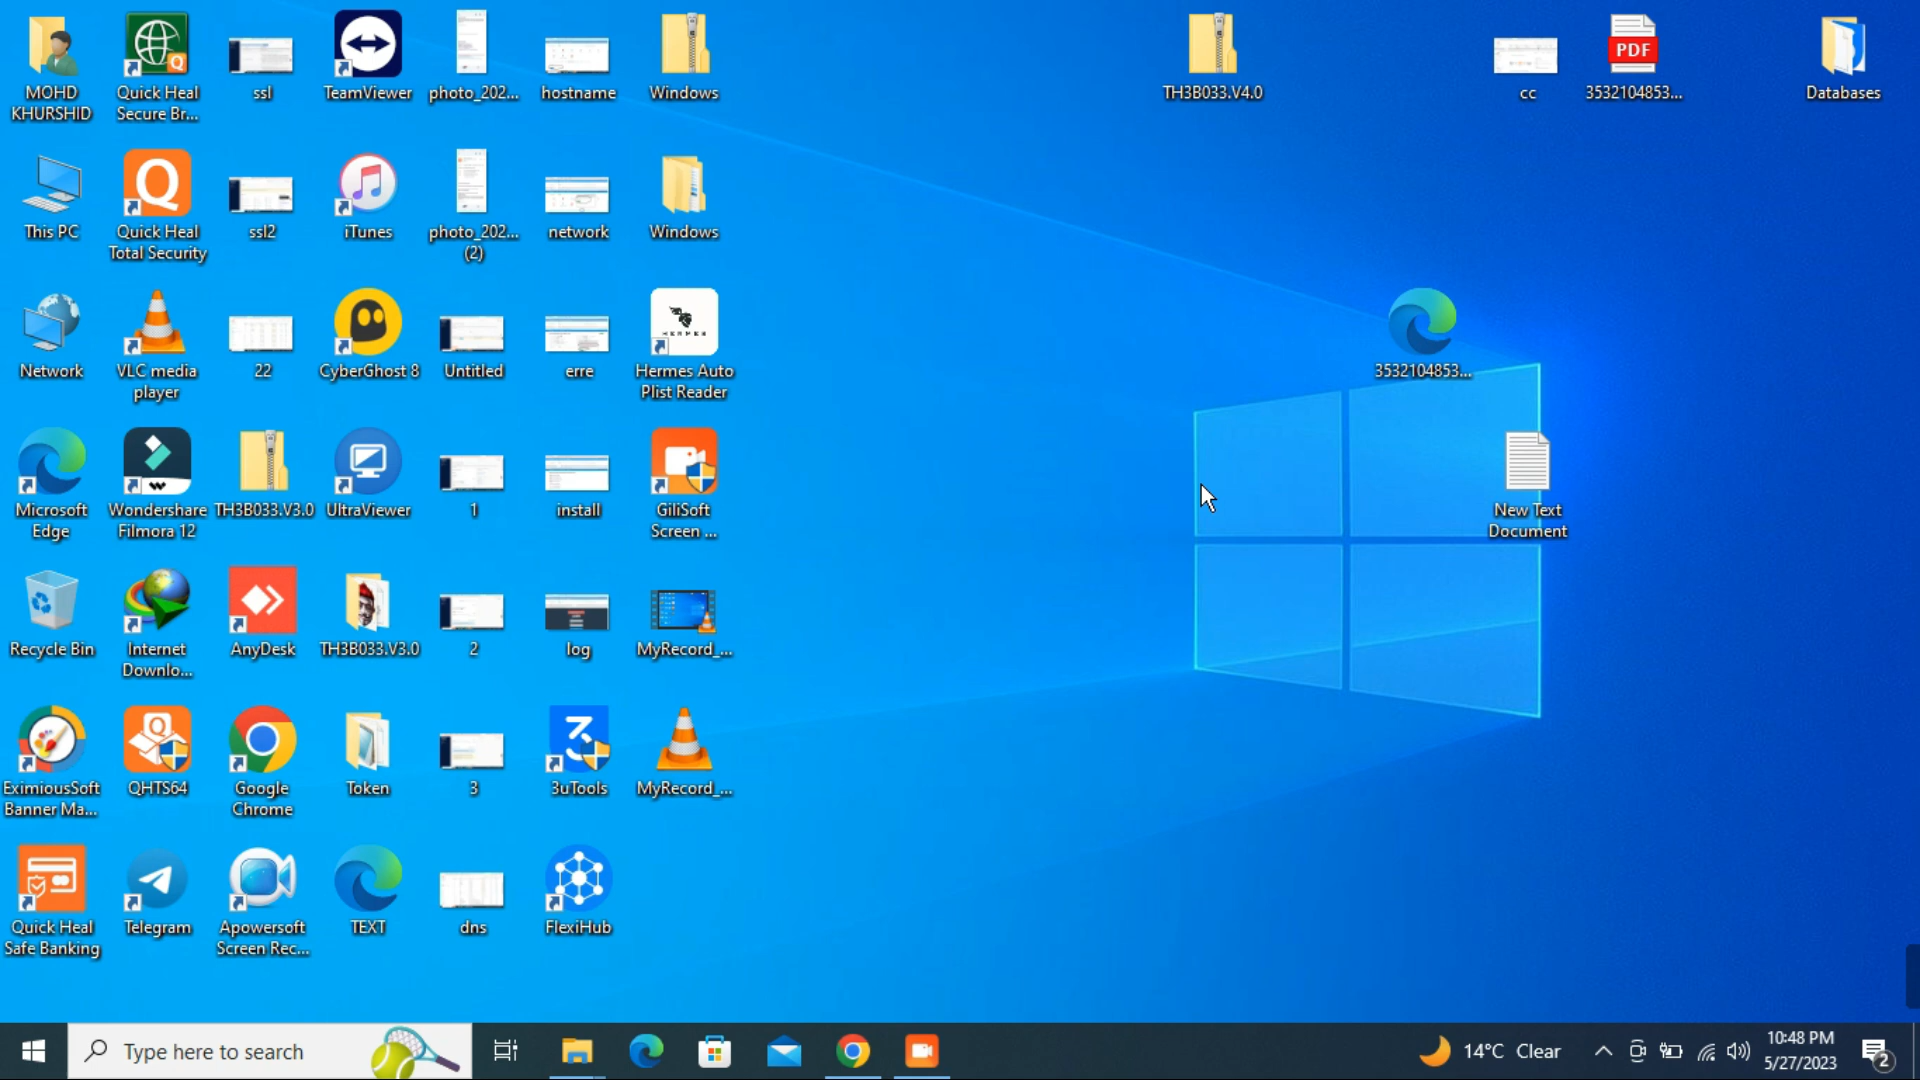 MOHD
KHURSHID
Quick Heal
Secure Br...
ssl
TeamViewer
photo_202...
hostname
Windows
TH3B033.V4.0
cc
PDF
3532104853...
Databases
This PC
Quick Heal
Total Security
ssl2
iTunes
photo_202...
(2)
network
Windows
Network
VLC media
player
22
CyberGhost 8
Untitled
erre
HERMES
Hermes Auto
Plist Reader
3532104853...
Microsoft
Edge
Wondershare
Filmora 12
TH3B033.V3.0
UltraViewer
1
install
GiliSoft
Screen ...
New Text
Document
Recycle Bin
Internet
Downlo...
AnyDesk
TH3B033.V3.0
2
log
MyRecord_...
EximiousSoft
Banner Ma...
QHTS64
Google
Chrome
Token
3
3uTools
MyRecord_...
Quick Heal
Safe Banking
Telegram
Apowersoft
Screen Rec...
TEXT
dns
FlexiHub
Type here to search
14°C Clear
10:48 PM
5/27/2023
2